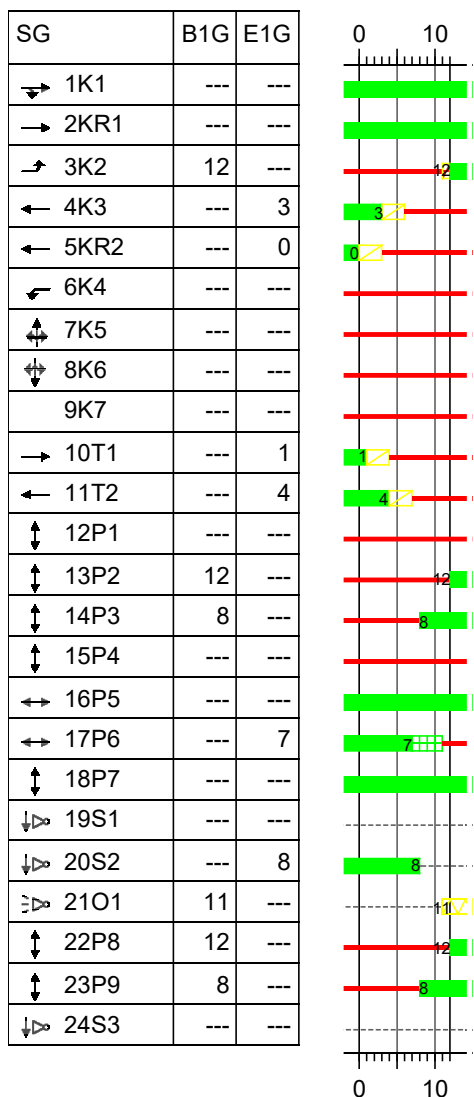 SG B1G E1G 0 10
1K1 --- ---
2KR1 --- ---
3K2 12 --- 12
4K3 --- 3 3
5KR2 --- 0 0
6K4 --- ---
7K5 --- ---
8K6 --- ---
9K7 --- ---
10T1 --- 1 1
11T2 --- 4 4
12P1 --- ---
13P2 12 --- 12
14P3 8 --- 8
15P4 --- ---
16P5 --- ---
17P6 --- 7 7
18P7 --- ---
19S1 --- ---
20S2 --- 8 8
21O1 11 --- 11
22P8 12 --- 12
23P9 8 --- 8
24S3 --- ---
0 10